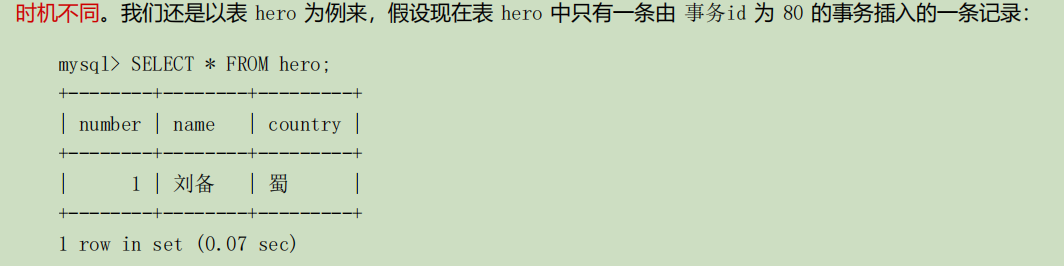 时机不同。我们还是以表 hero 为例来，假设现在表 hero 中只有一条由 事务id 为 80 的事务插入的一条记录：
mysql> SELECT * FROM hero;
+--------+--------+---------+
| number | name   | country |
+--------+--------+---------+
|      1 | 刘备   | 蜀      |
+--------+--------+---------+
1 row in set (0.07 sec)